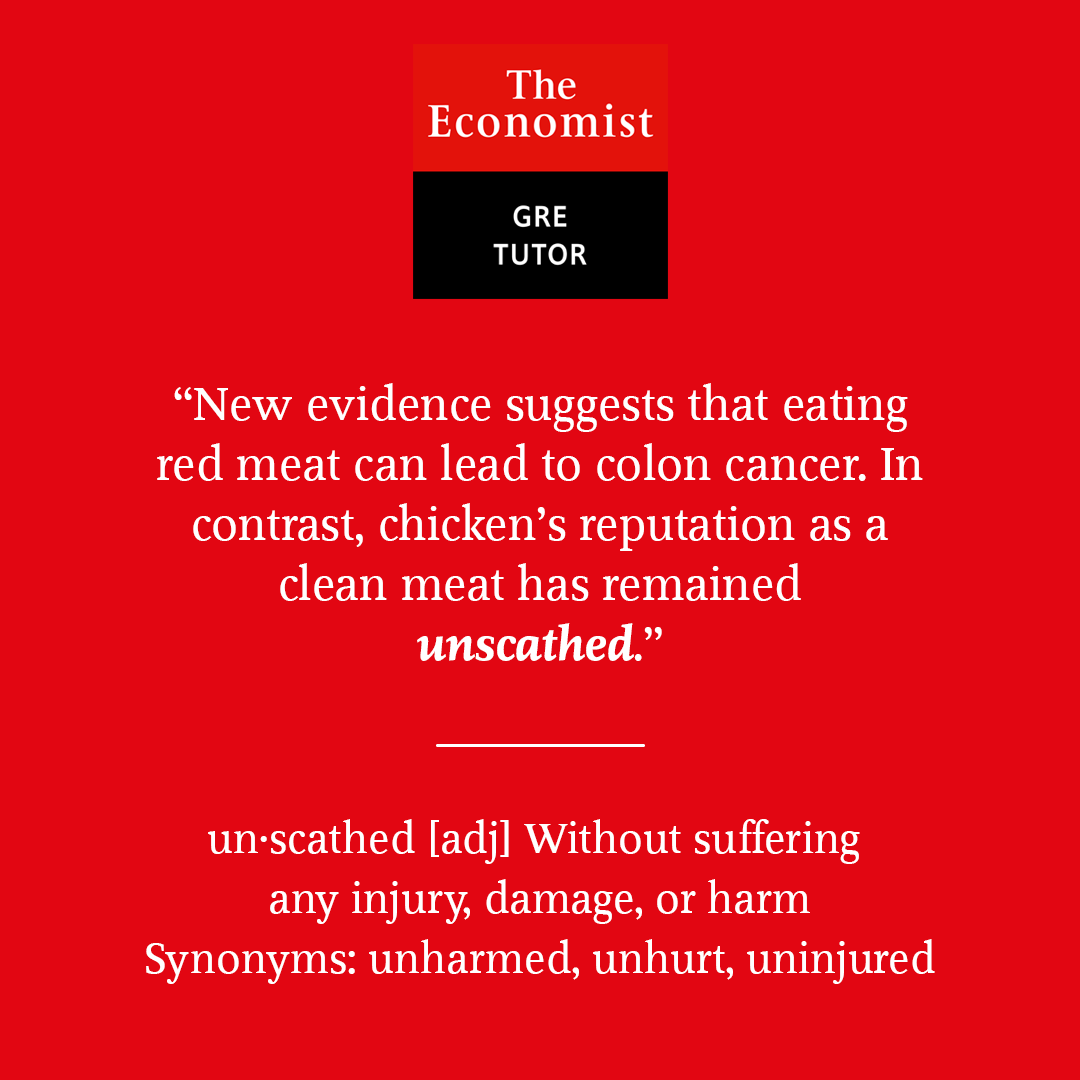 The
Economist
GRE
TUTOR
“New evidence suggests that eating
red meat can lead to colon cancer. In
contrast, chicken’s reputation as a
clean meat has remained
unscathed.”
un·scathed [adj] Without suffering
any injury, damage, or harm
Synonyms: unharmed, unhurt, uninjured